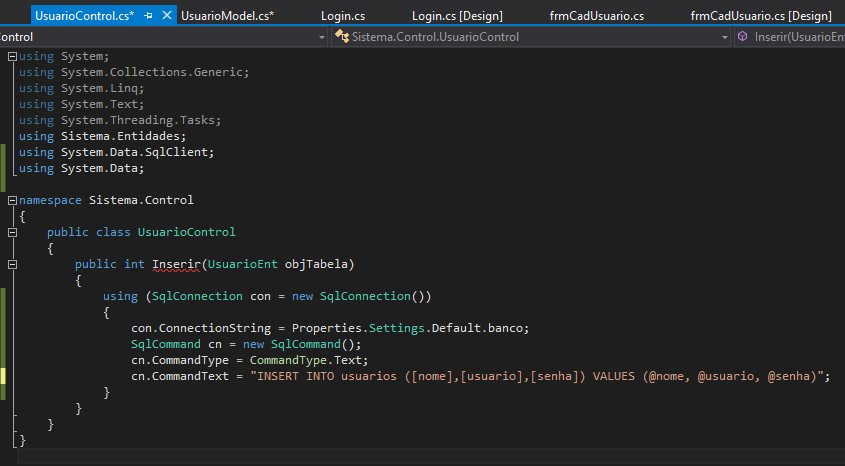 UsuarioControl.cs* UsuarioModel.cs* Login.cs Login.cs [Design] frmCadUsuario.cs frmCadUsuario.cs [Design]
ontrol Sistema.Control.UsuarioControl Inserir(UsuarioEn
using System;
using System.Collections.Generic;
using System.Linq;
using System.Text;
using System.Threading.Tasks;
using Sistema.Entidades;
using System.Data.SqlClient;
using System.Data;
namespace Sistema.Control
{
public class UsuarioControl
{
public int Inserir(UsuarioEnt objTabela)
{
using (SqlConnection con = new SqlConnection())
{
con.ConnectionString = Properties.Settings.Default.banco;
SqlCommand cn = new SqlCommand();
cn.CommandType = CommandType.Text;
cn.CommandText = "INSERT INTO usuarios ([nome],[usuario],[senha]) VALUES (@nome, @usuario, @senha)";
}
}
}
}